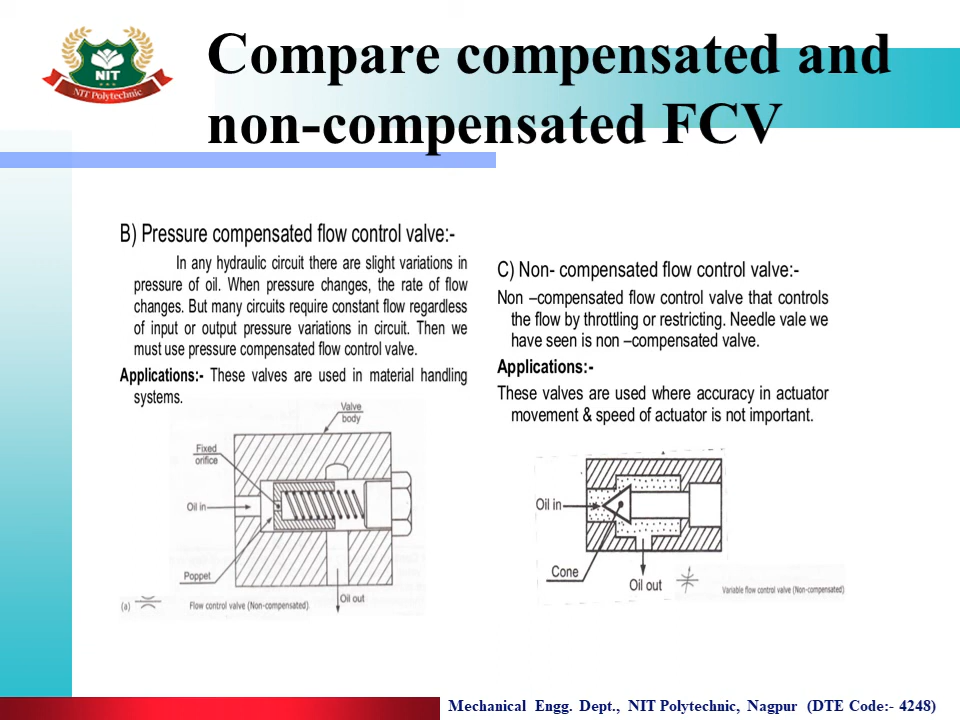 NIT
NIT Polytechnic
Compare compensated and
non-compensated FCV
B) Pressure compensated flow control valve:-
In any hydraulic circuit there are slight variations in
pressure of oil. When pressure changes, the rate of flow
changes. But many circuits require constant flow regardless
of input or output pressure variations in circuit. Then we
must use pressure compensated flow control valve.
Applications:- These valves are used in material handling
systems.
Valve
body
Fixed
orifice
Oil in
Poppet
Oil out
(a)
Flow control valve (Non-compensated)
C) Non- compensated flow control valve:-
Non –compensated flow control valve that controls
the flow by throttling or restricting. Needle vale we
have seen is non –compensated valve.
Applications:-
These valves are used where accuracy in actuator
movement & speed of actuator is not important.
Oil in
Cone
Oil out
Variable flow control valve (Non-compensated)
Mechanical Engg. Dept., NIT Polytechnic, Nagpur (DTE Code:- 4248)